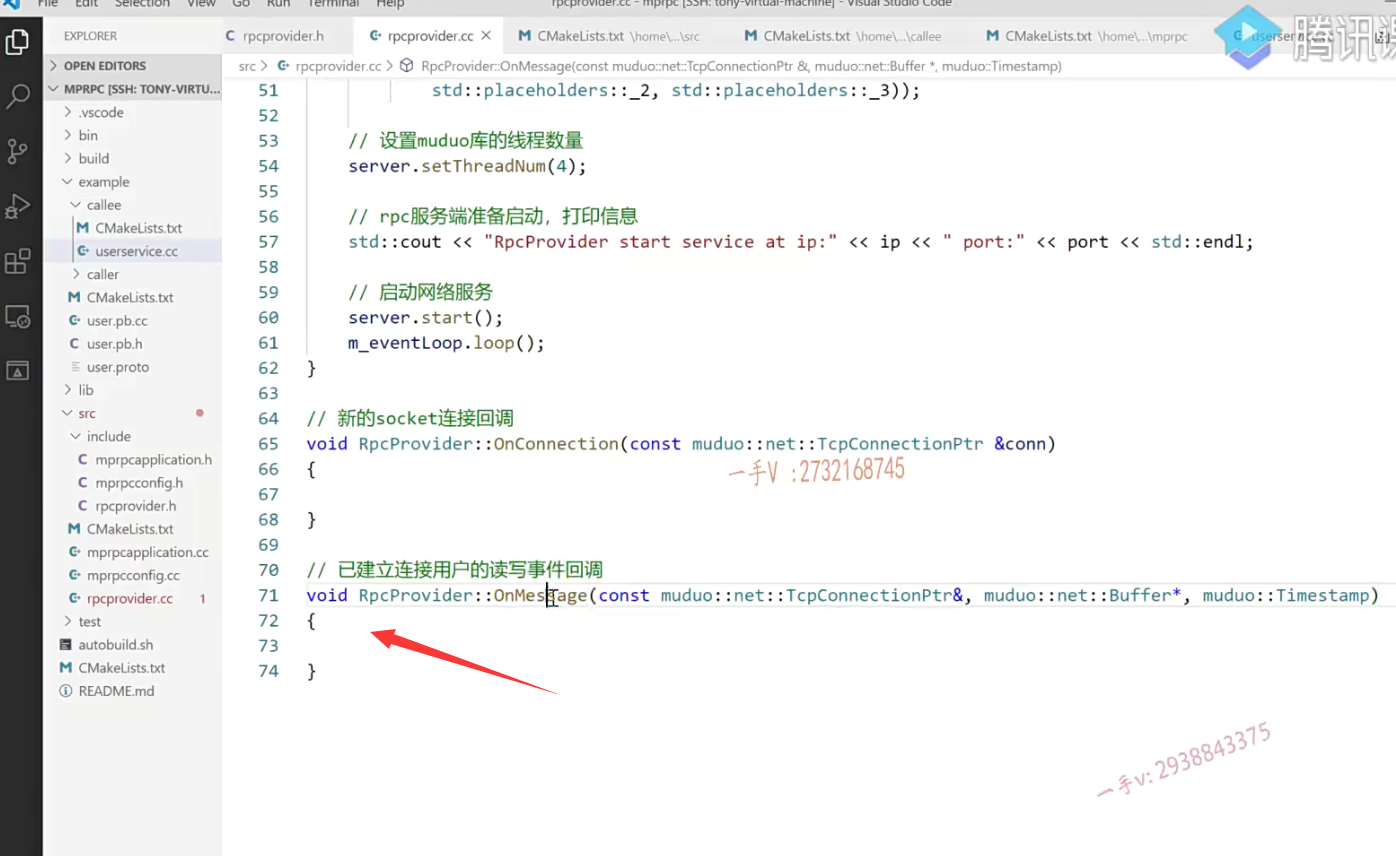 File Edit Selection View Go Run Terminal Help rpcprovider.cc - mprpc [SSH: tony-virtual-machine] - Visual Studio Code
EXPLORER
rpcprovider.h rpcprovider.cc CMakeLists.txt \home\...\src CMakeLists.txt \home\...\callee CMakeLists.txt \home\...\mprpc
腾讯课
OPEN EDITORS
MPRPC [SSH: TONY-VIRTU...
.vscode
bin
build
example
callee
CMakeLists.txt
userservice.cc
caller
CMakeLists.txt
user.pb.cc
user.pb.h
user.proto
lib
src
include
mprpcapplication.h
mprpcconfig.h
rpcprovider.h
CMakeLists.txt
mprpcapplication.cc
mprpcconfig.cc
rpcprovider.cc 1
test
autobuild.sh
CMakeLists.txt
README.md
src > rpcprovider.cc > RpcProvider::OnMessage(const muduo::net::TcpConnectionPtr &, muduo::net::Buffer *, muduo::Timestamp)
51 std::placeholders::_2, std::placeholders::_3));
52
53 // 设置muduo库的线程数量
54 server.setThreadNum(4);
55
56 // rpc服务端准备启动，打印信息
57 std::cout << "RpcProvider start service at ip:" << ip << " port:" << port << std::endl;
58
59 // 启动网络服务
60 server.start();
61 m_eventLoop.loop();
62 }
63
64 // 新的socket连接回调
65 void RpcProvider::OnConnection(const muduo::net::TcpConnectionPtr &conn)
66 {
一手V :2732168745
67
68 }
69
70 // 已建立连接用户的读写事件回调
71 void RpcProvider::OnMessage(const muduo::net::TcpConnectionPtr&, muduo::net::Buffer*, muduo::Timestamp)
72 {
73
74 }
一手v:2938843375